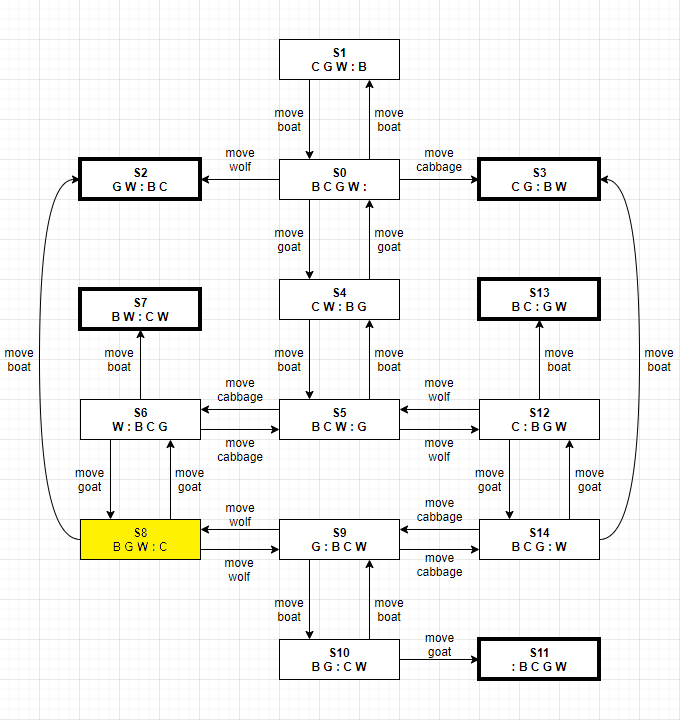 S1
C G W : B
move
boat
move
boat
move
wolf
move
cabbage
S2
G W : B C
S0
B C G W :
S3
C G : B W
move
goat
move
goat
S7
B W : C W
S4
C W : B G
S13
B C : G W
move
boat
move
boat
move
boat
move
boat
move
boat
move
boat
move
cabbage
move
wolf
S6
W : B C G
S5
B C W : G
S12
C : B G W
move
cabbage
move
wolf
move
goat
move
goat
move
goat
move
goat
move
wolf
move
cabbage
S8
B G W : C
S9
G : B C W
S14
B C G : W
move
wolf
move
cabbage
move
boat
move
boat
move
goat
S10
B G : C W
S11
: B C G W